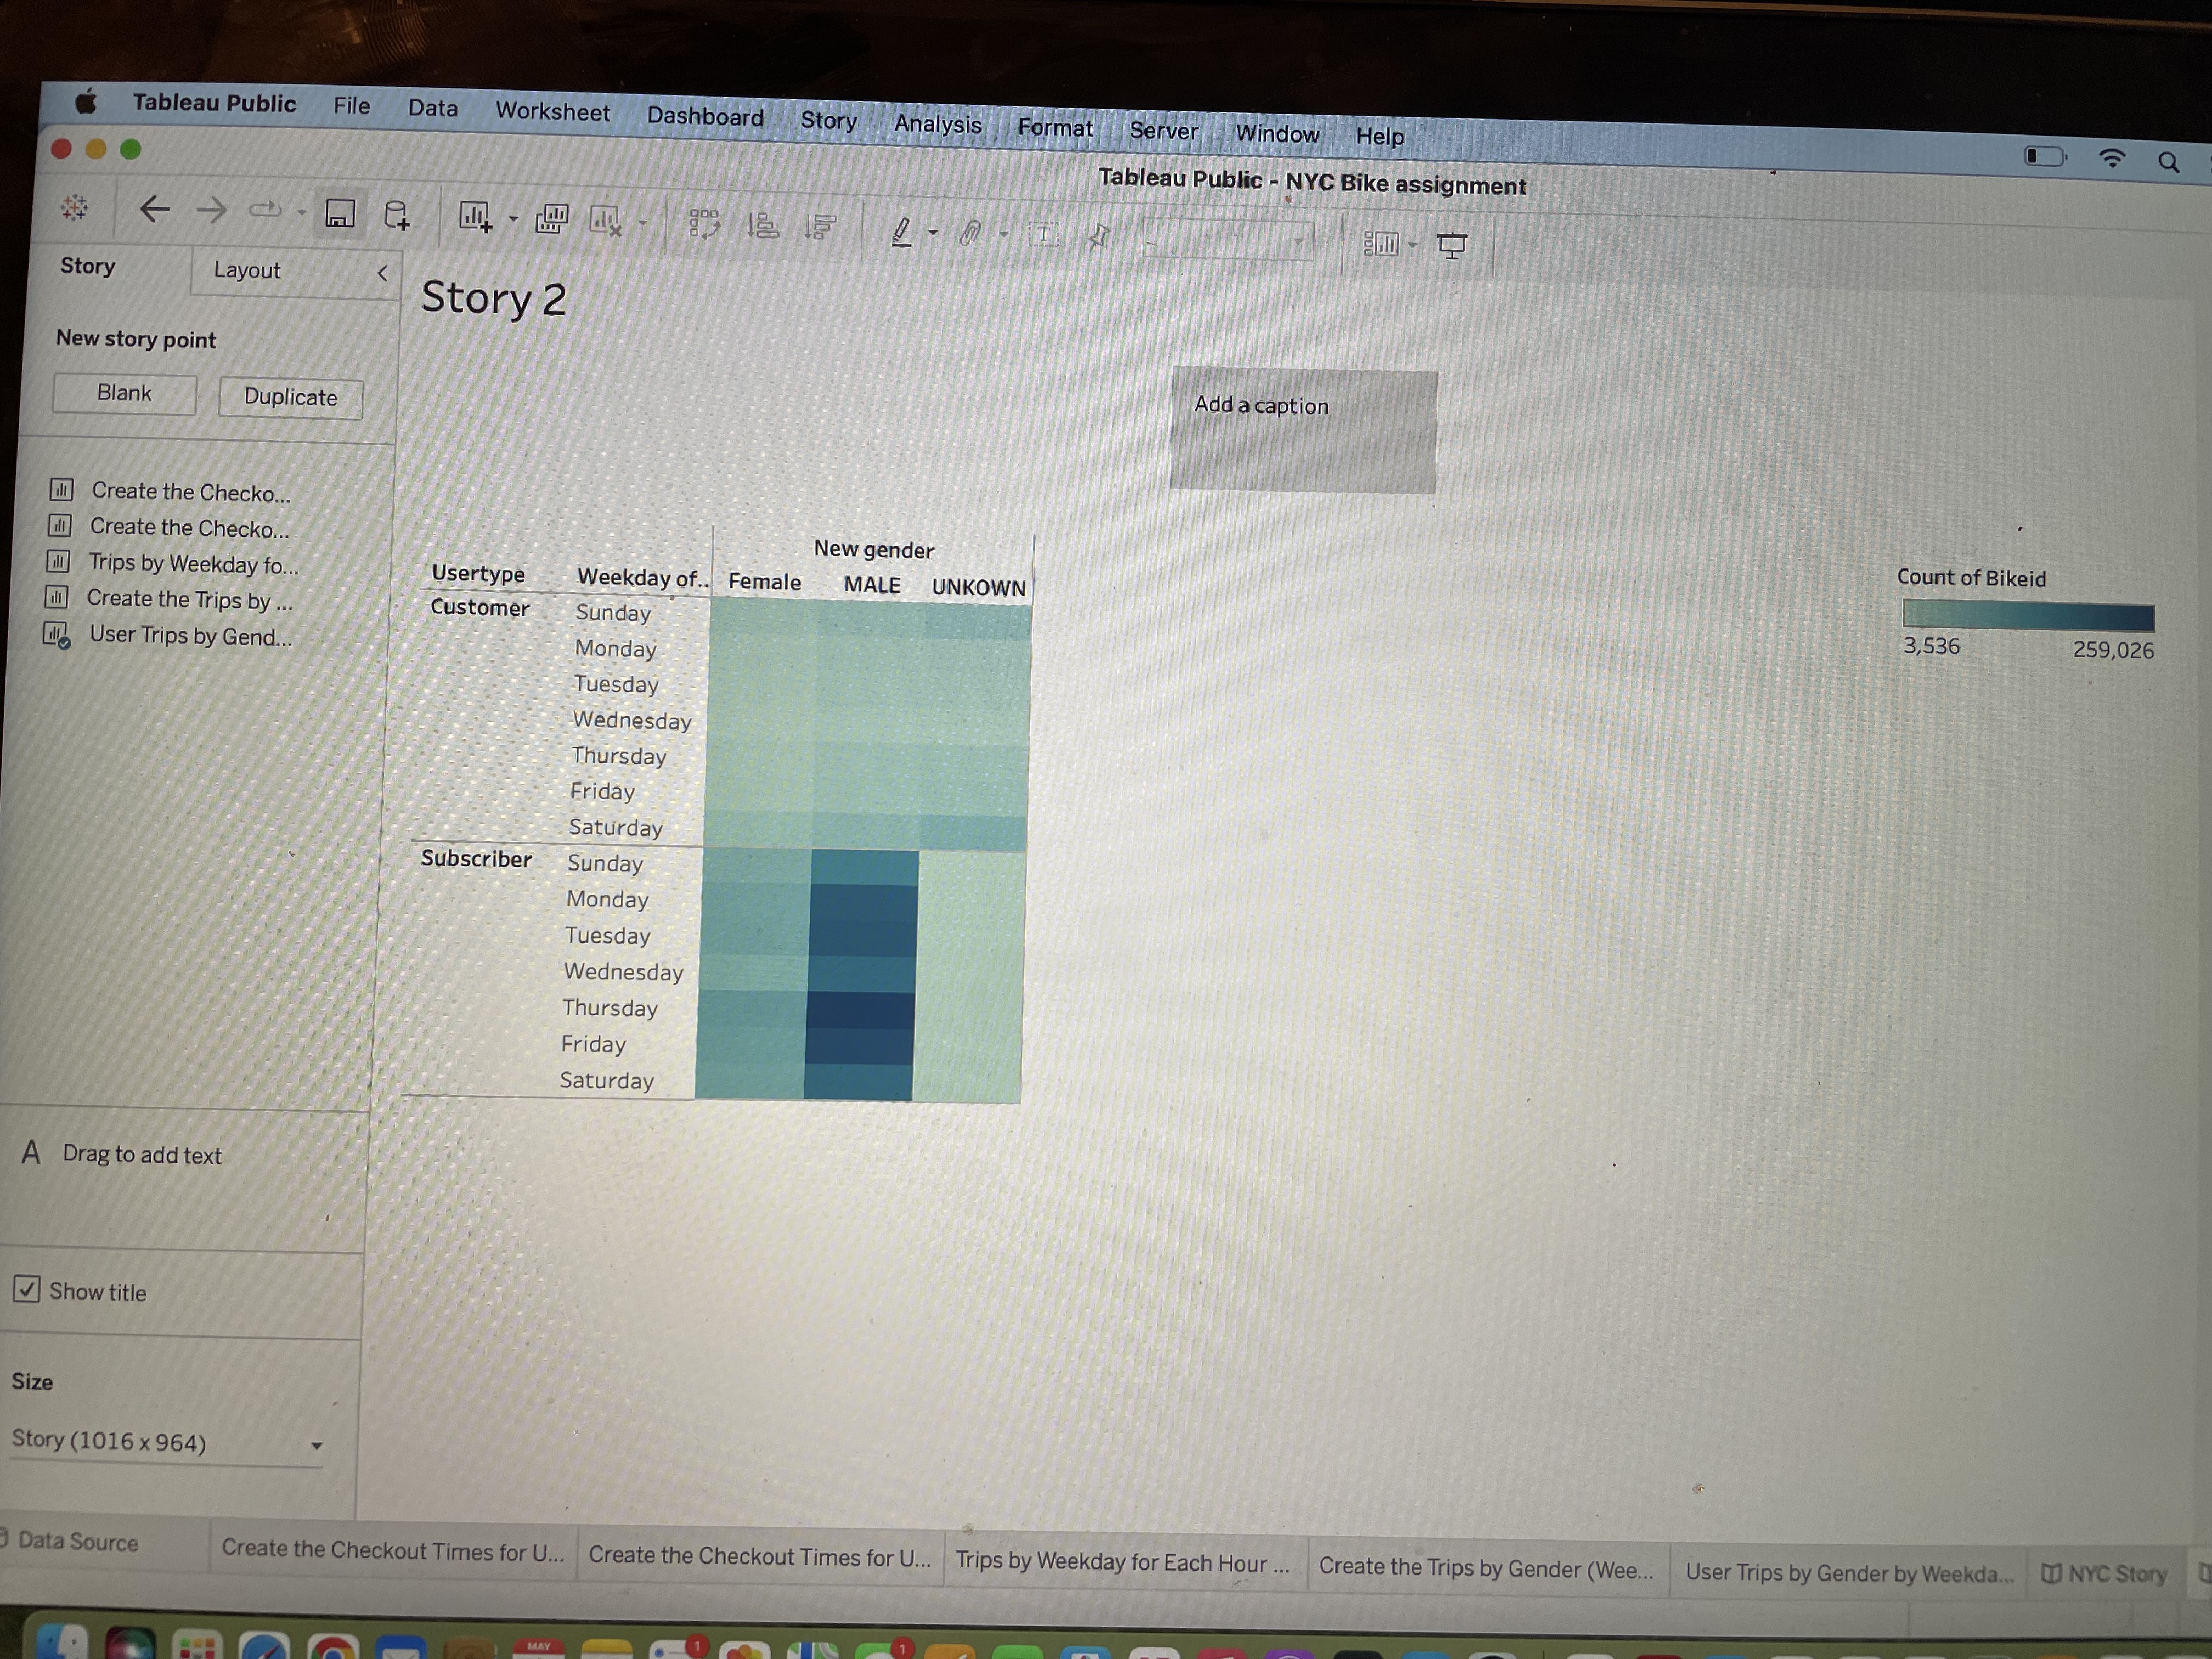 Tableau Public File Data Worksheet Dashboard Story Analysis Format Server Window Help
Tableau Public - NYC Bike assignment
Story Layout
Story 2
New story point
Blank Duplicate
Add a caption
Create the Checko...
Create the Checko...
Trips by Weekday fo...
Create the Trips by ...
User Trips by Gend...
New gender
Usertype Weekday of.. Female MALE UNKOWN
Customer Sunday
Monday
Tuesday
Wednesday
Thursday
Friday
Saturday
Subscriber Sunday
Monday
Tuesday
Wednesday
Thursday
Friday
Saturday
Count of Bikeid
3,536 259,026
A Drag to add text
Show title
Size
Story (1016 x 964)
Data Source Create the Checkout Times for U... Create the Checkout Times for U... Trips by Weekday for Each Hour ... Create the Trips by Gender (Wee... User Trips by Gender by Weekda... NYC Story
MAY 1 1